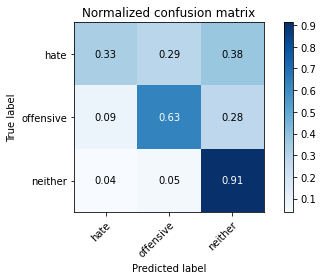 Normalized confusion matrix
0.9
hate 0.33 0.29 0.38
0.8
0.7
0.6
offensive 0.09 0.63 0.28
0.5
0.4
0.3
neither 0.04 0.05 0.91
0.2
0.1
hate offensive neither
True label
Predicted label